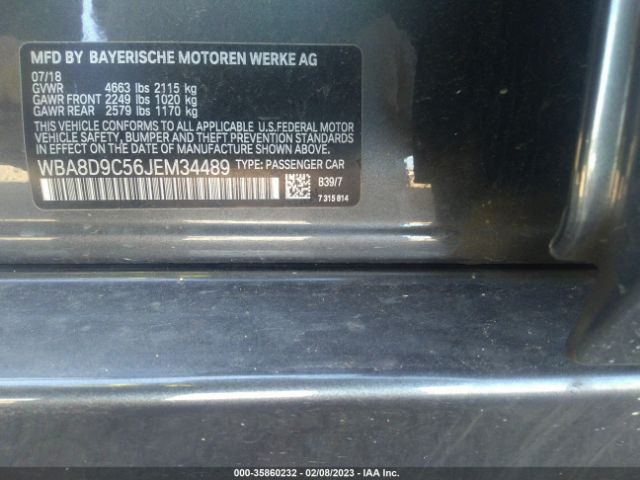 MFD BY BAYERISCHE MOTOREN WERKE AG
07/18
GVWR 4663 lbs 2115 kg
GAWR FRONT 2249 lbs 1020 kg
GAWR REAR 2579 lbs 1170 kg
THIS VEHICLE CONFORMS TO ALL APPLICABLE U.S.FEDERAL MOTOR
VEHICLE SAFETY, BUMPER, AND THEFT PREVENTION STANDARDS
IN EFFECT ON THE DATE OF MANUFACTURE SHOWN ABOVE.
WBA8D9C56JEM34489 TYPE: PASSENGER CAR
B39/7
7 315 814
000-35860232 - 02/08/2023 - IAA Inc.